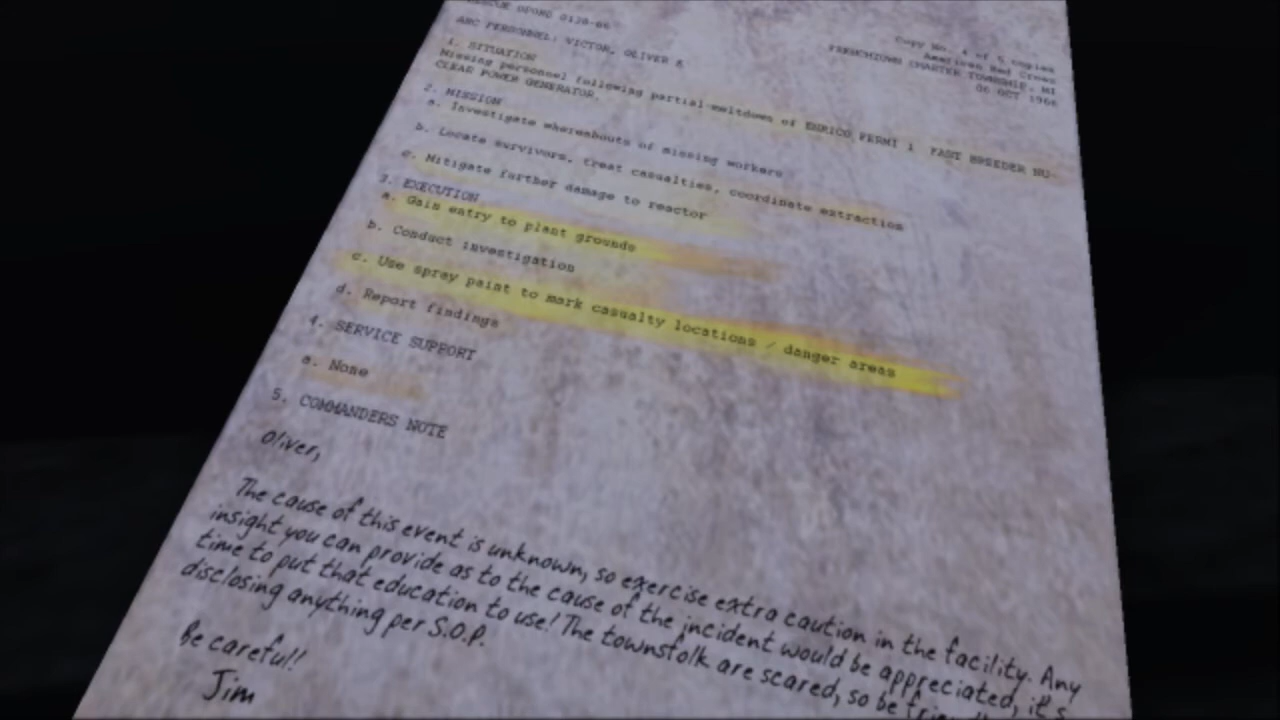 OPORD 0120-66
Copy No. 4 of 5 copies
American Red Cross
FRENCHTOWN CHARTER TOWNSHIP, MI
06 OCT 1966
ARC PERSONNEL: VICTOR, OLIVER &
1. SITUATION
Missing personnel following partial meltdown of ENRICO FERMI 1 FAST BREEDER NU-
CLEAR POWER GENERATOR.
2. MISSION
a. Investigate whereabouts of missing workers
b. Locate survivors, treat casualties, coordinate extraction
c. Mitigate further damage to reactor
3. EXECUTION
a. Gain entry to plant grounds
b. Conduct investigation
c. Use spray paint to mark casualty locations / danger areas
d. Report findings
4. SERVICE SUPPORT
a. None
5. COMMANDERS NOTE
Oliver,
The cause of this event is unknown, so exercise extra caution in the facility. Any
insight you can provide as to the cause of the incident would be appreciated, it's
time to put that education to use! The townsfolk are scared, so be
disclosing anything per S.O.P.
Be careful!
Jim